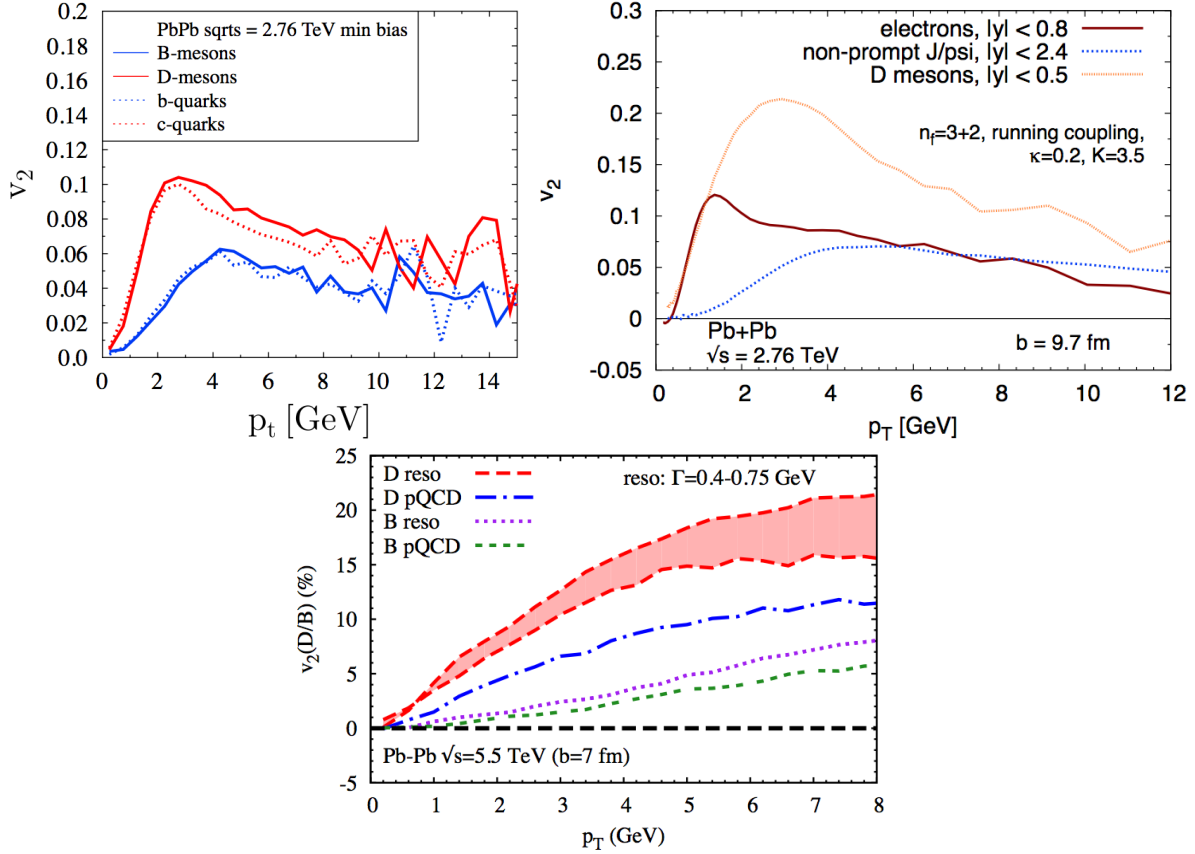 0.2
0.18
0.16
0.14
0.12
0.1
0.08
0.06
0.04
0.02
0.0
v2
PbPb sqrts = 2.76 TeV min bias
B-mesons
D-mesons
b-quarks
c-quarks
0 2 4 6 8 10 12 14
pt [GeV]
0.3
0.25
0.2
0.15
0.1
0.05
0
-0.05
v2
electrons, |y| < 0.8
non-prompt J/psi, |y| < 2.4
D mesons, |y| < 0.5
nf=3+2, running coupling,
κ=0.2, K=3.5
Pb+Pb
√s = 2.76 TeV
b = 9.7 fm
0 2 4 6 8 10 12
pT [GeV]
25
20
15
10
5
0
-5
v2(D/B) (%)
D reso
D pQCD
B reso
B pQCD
reso: Γ=0.4-0.75 GeV
Pb-Pb √s=5.5 TeV (b=7 fm)
0 1 2 3 4 5 6 7 8
pT (GeV)